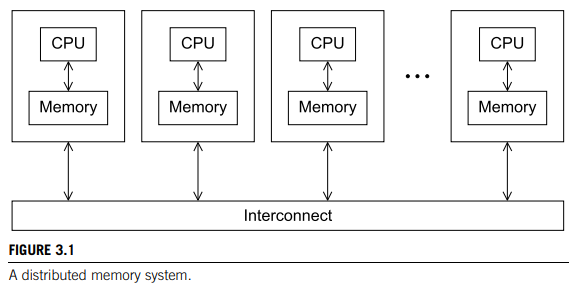 CPU CPU CPU CPU
Memory Memory Memory ... Memory
Interconnect
FIGURE 3.1
A distributed memory system.